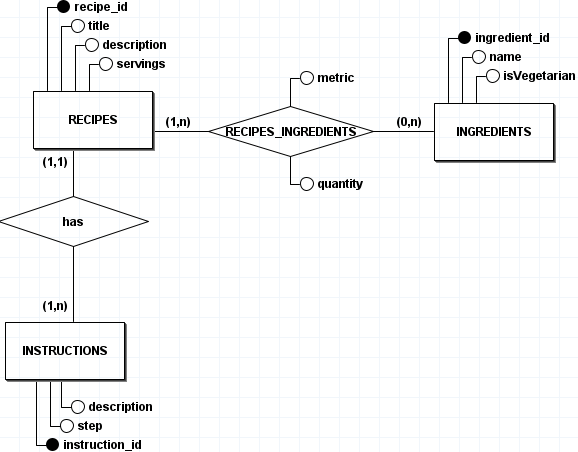 recipe_id
title
description
servings
RECIPES
(1,n)
metric
RECIPES_INGREDIENTS
quantity
(0,n)
ingredient_id
name
isVegetarian
INGREDIENTS
(1,1)
has
(1,n)
INSTRUCTIONS
description
step
instruction_id